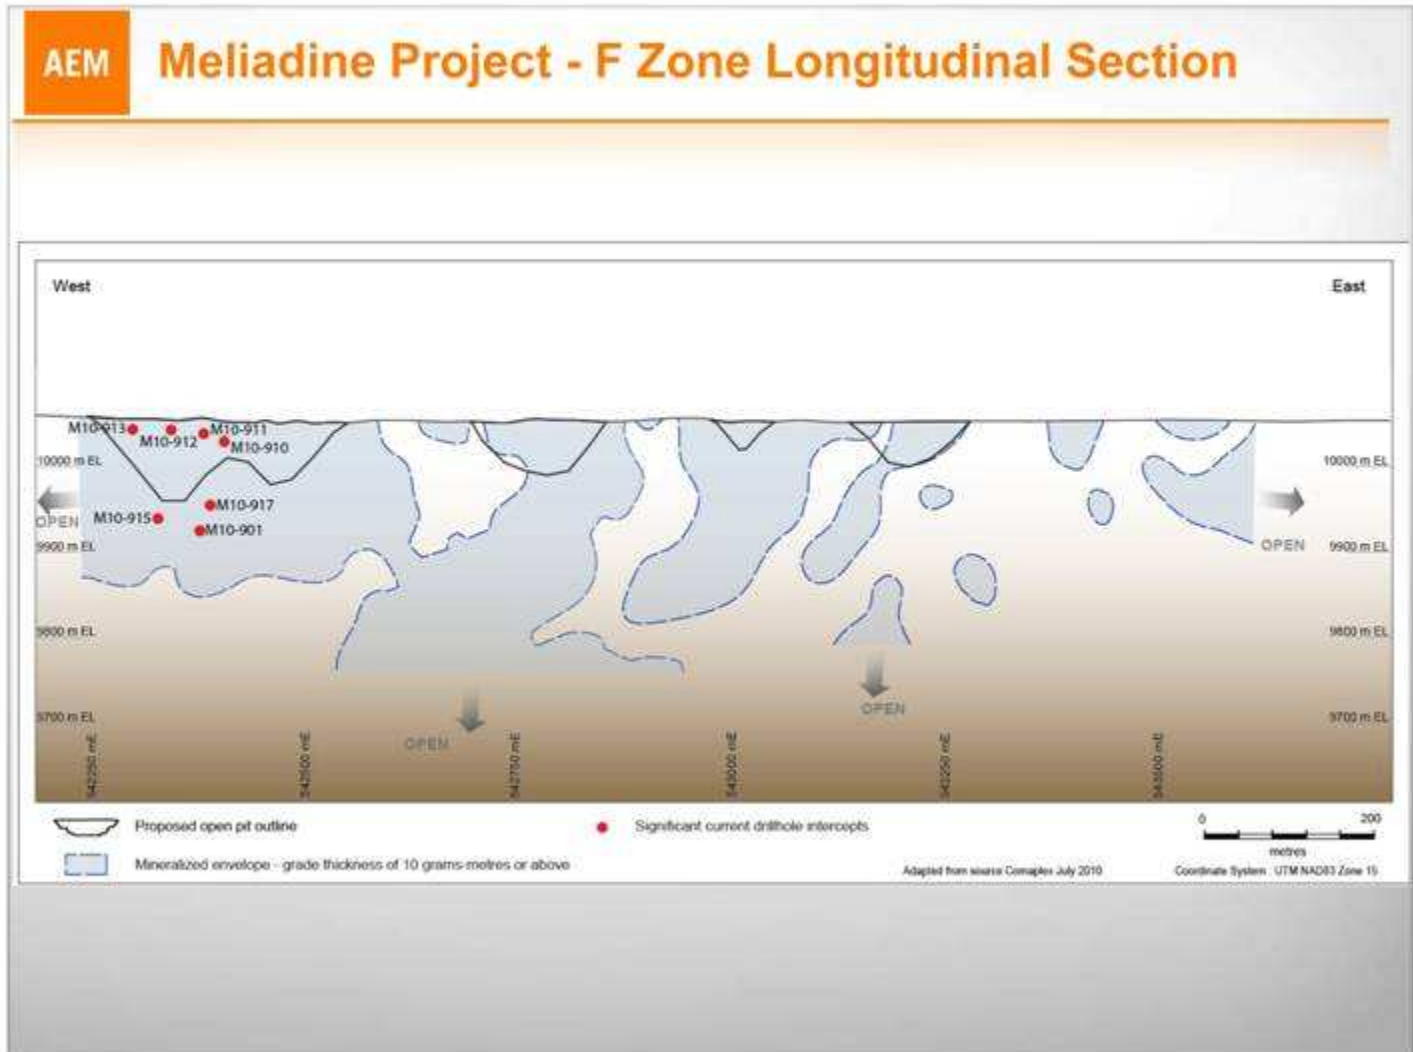 AEM
Meliadine Project - F Zone Longitudinal Section
West
East
M10-913
M10-912
M10-911
M10-910
10000 m EL
10000 m EL
M10-917
M10-915
M10-901
OPEN
OPEN
9900 m EL
9900 m EL
9800 m EL
9800 m EL
9700 m EL
9700 m EL
OPEN
OPEN
542250 mE
542500 mE
542750 mE
543000 mE
543250 mE
543500 mE
Proposed open pit outline
Significant current drillhole intercepts
0 200
metres
Mineralized envelope - grade thickness of 10 grams-metres or above
Adapted from source Comaplex July 2010
Coordinate System : UTM NAD83 Zone 15